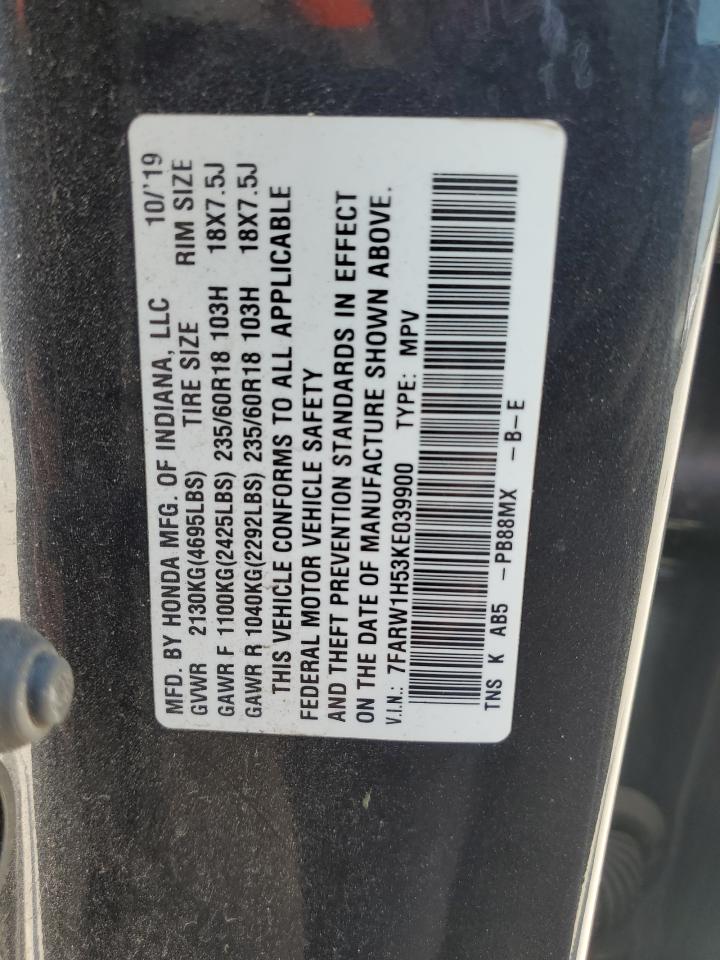 MFD. BY HONDA MFG. OF INDIANA, LLC 10/'19
GVWR 2130KG(4695LBS) TIRE SIZE RIM SIZE
GAWR F 1100KG(2425LBS) 235/60R18 103H 18X7.5J
GAWR R 1040KG(2292LBS) 235/60R18 103H 18X7.5J
THIS VEHICLE CONFORMS TO ALL APPLICABLE
FEDERAL MOTOR VEHICLE SAFETY
AND THEFT PREVENTION STANDARDS IN EFFECT
ON THE DATE OF MANUFACTURE SHOWN ABOVE.
V.I.N.: 7FARW1H53KE039900 TYPE: MPV
TNS K AB5 -PB88MX -B-E